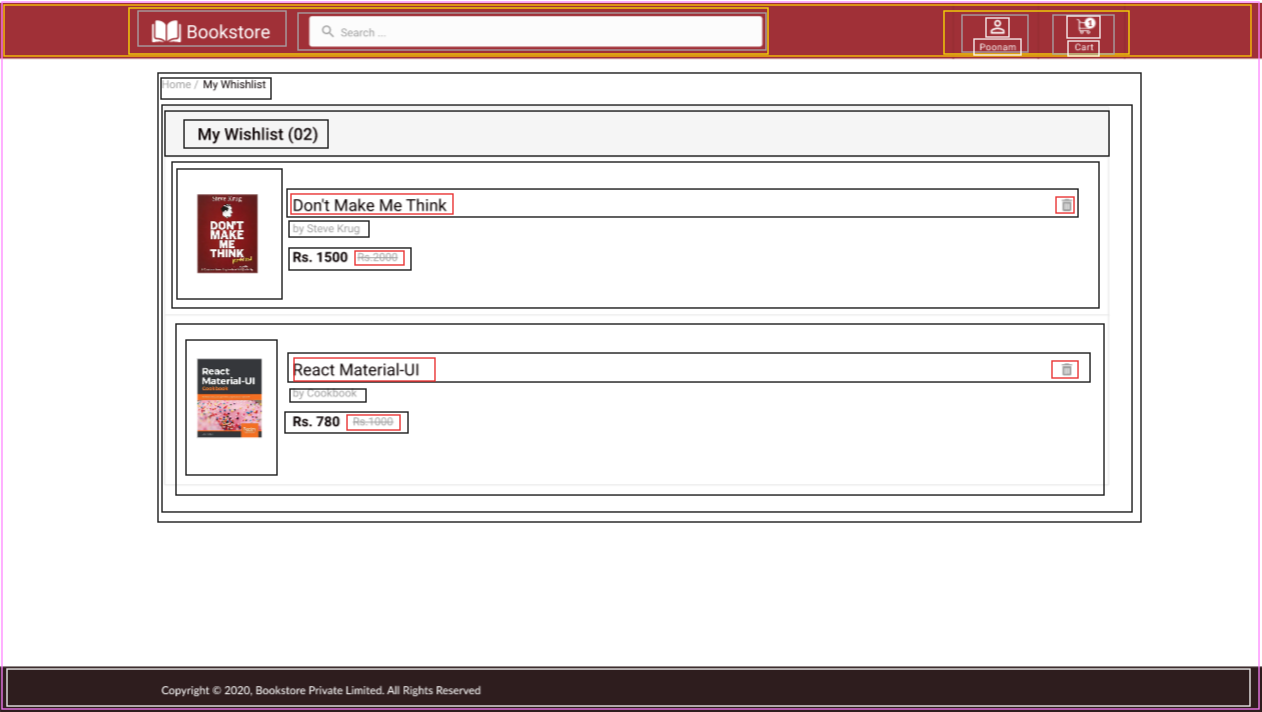 Bookstore
Search ...
Poonam
1
Cart
Home / My Whishlist
My Wishlist (02)
Steve Krug
DON'T
MAKE
ME
THINK
Don't Make Me Think
by Steve Krug
Rs. 1500 Rs.2000
React
Material-UI
Cookbook
React Material-UI
by Cookbook
Rs. 780 Rs.1000
Copyright © 2020, Bookstore Private Limited. All Rights Reserved